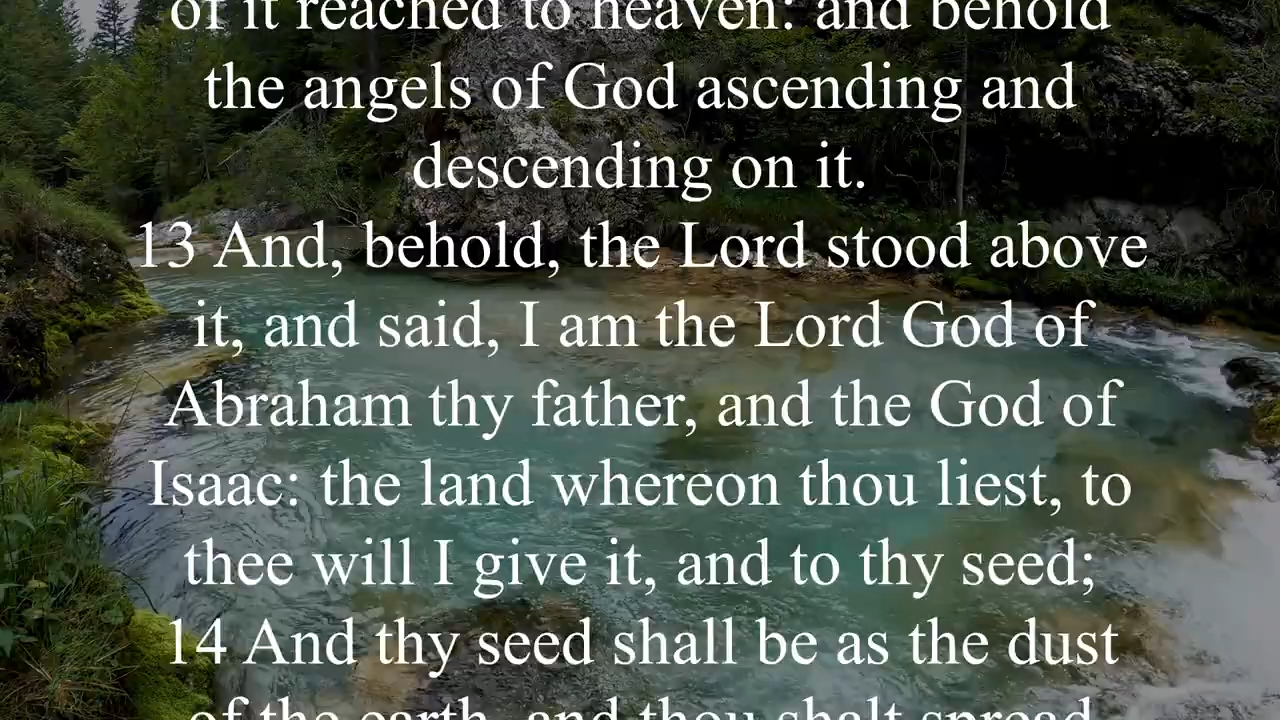 of it reached to heaven: and behold
the angels of God ascending and
descending on it.
13 And, behold, the Lord stood above
it, and said, I am the Lord God of
Abraham thy father, and the God of
Isaac: the land whereon thou liest, to
thee will I give it, and to thy seed;
14 And thy seed shall be as the dust
of the earth, and thou shalt spread